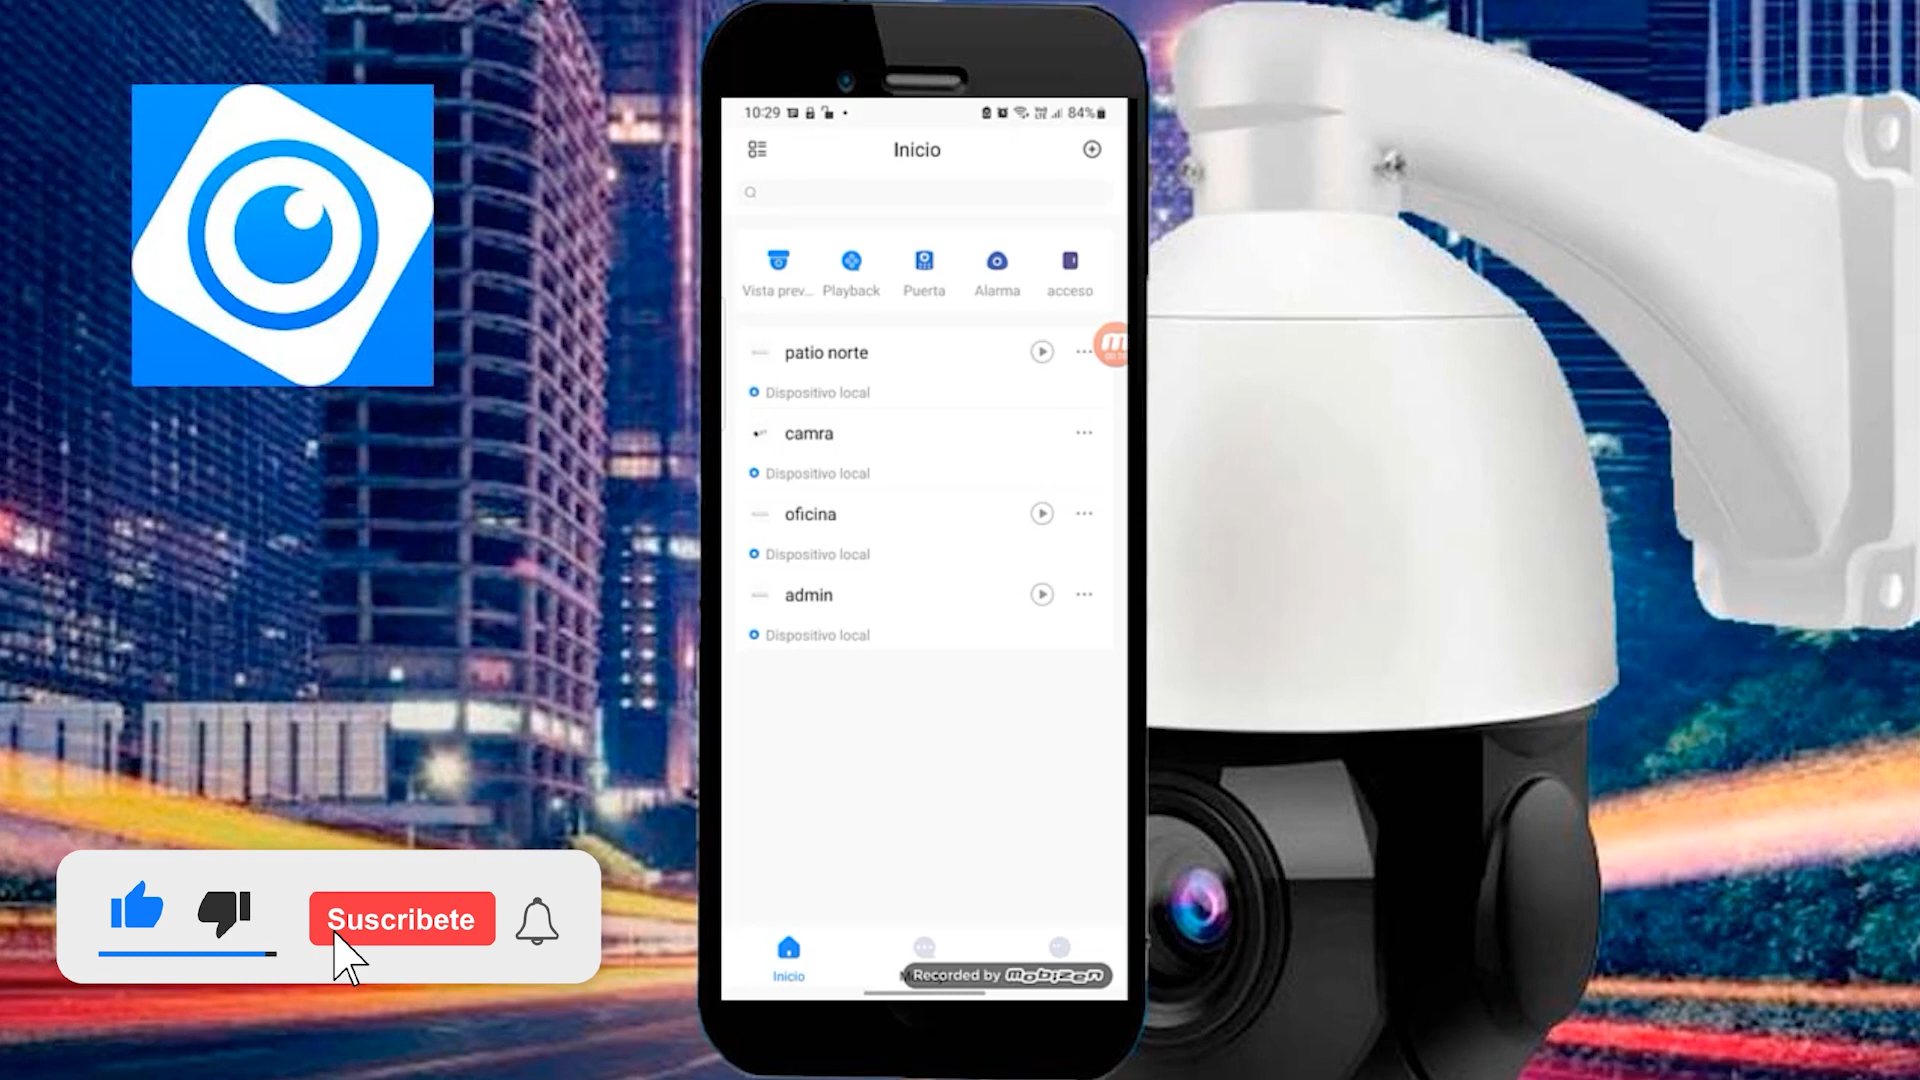 10:29
84%
Inicio
Vista prev...
Playback
Puerta
Alarma
acceso
patio norte
Dispositivo local
camra
Dispositivo local
oficina
Dispositivo local
admin
Dispositivo local
Inicio
Recorded by mobizen
Suscribete